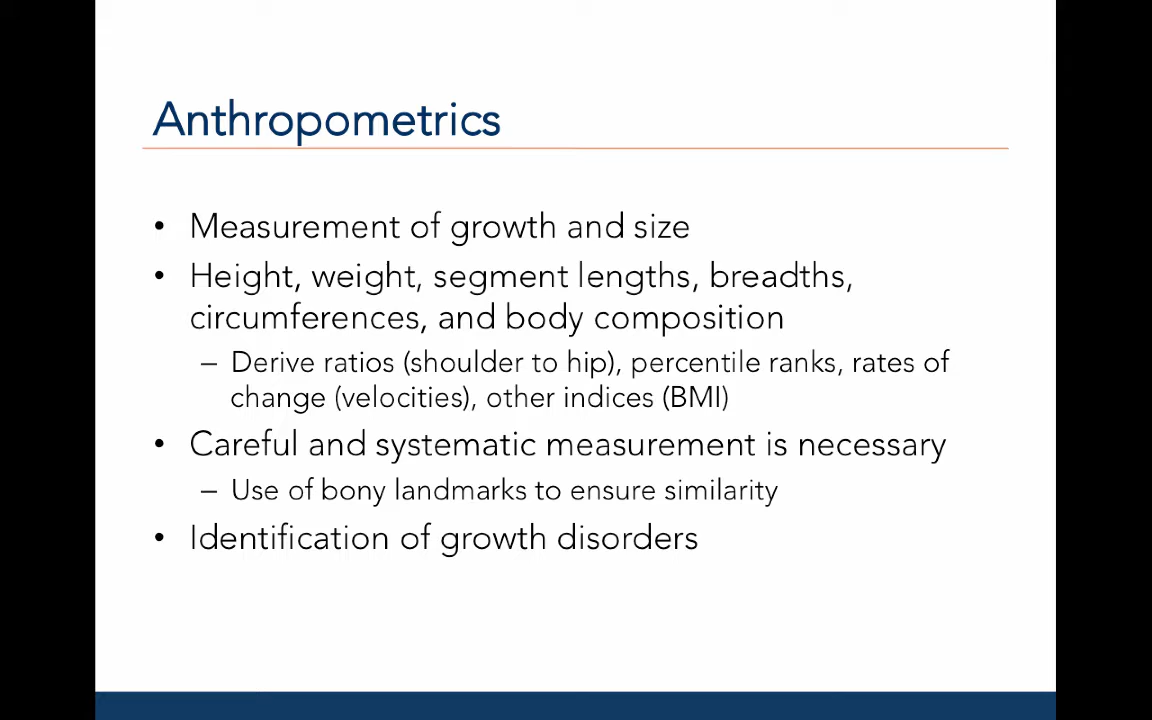 Anthropometrics
• Measurement of growth and size
• Height, weight, segment lengths, breadths,
circumferences, and body composition
– Derive ratios (shoulder to hip), percentile ranks, rates of
change (velocities), other indices (BMI)
• Careful and systematic measurement is necessary
– Use of bony landmarks to ensure similarity
• Identification of growth disorders